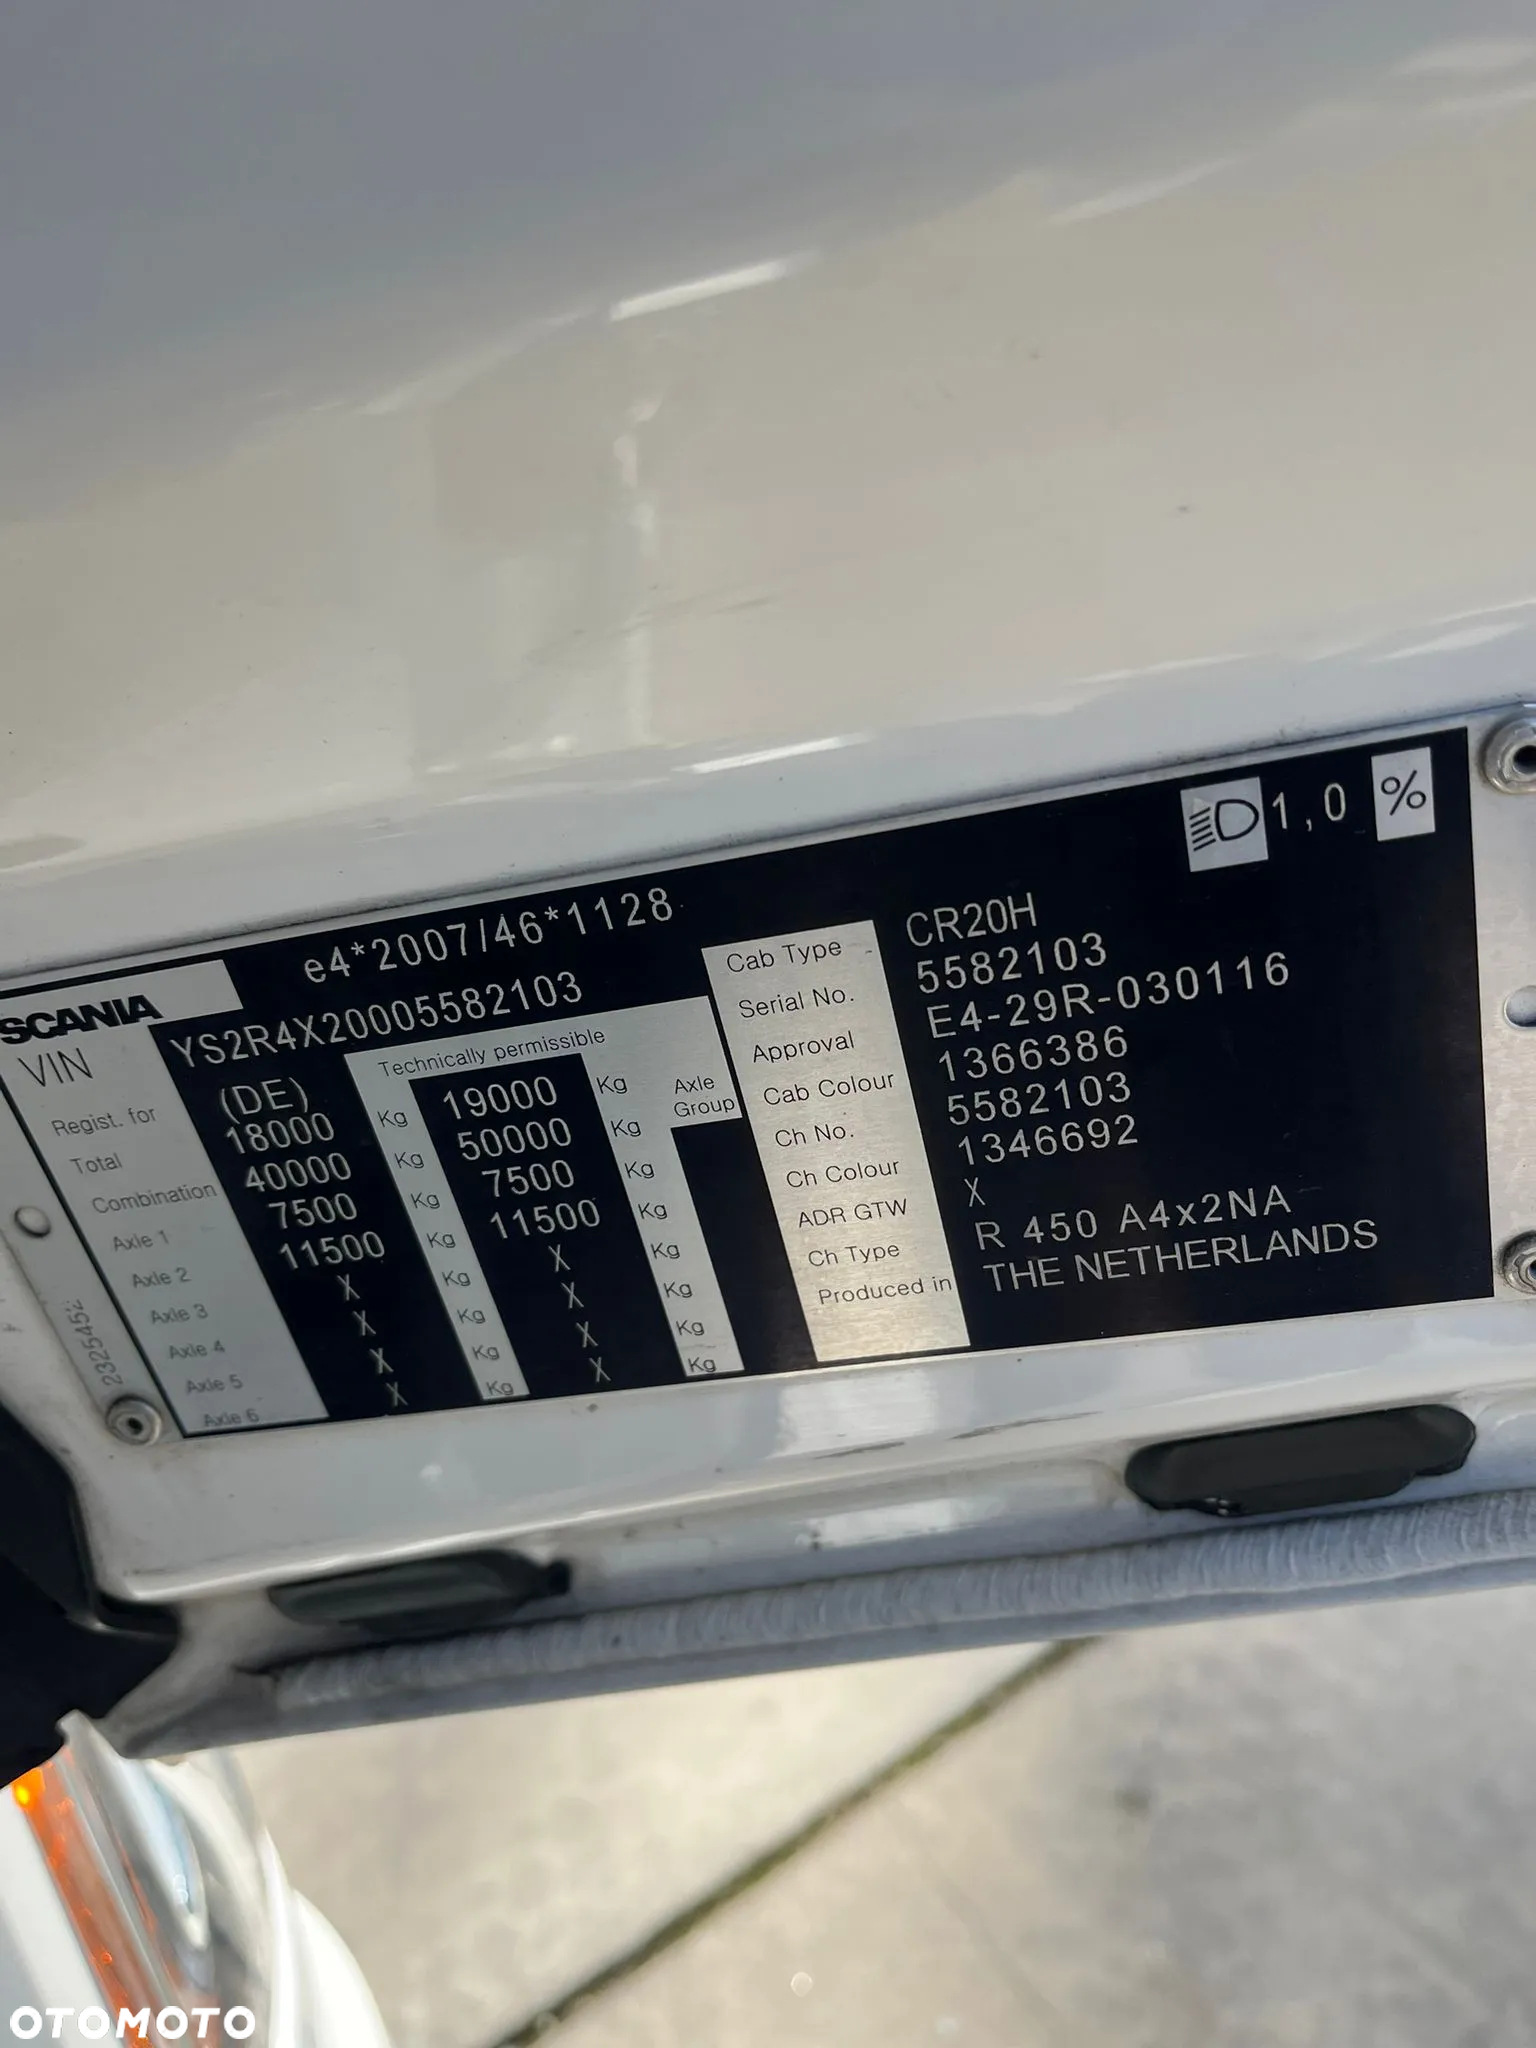 1,0 %
e4*2007/46*1128
SCANIA
VIN YS2R4X20005582103
Technically permissible
Regist. for (DE)
Total 18000 Kg 19000 Kg Axle Group
Combination 40000 Kg 50000 Kg
Axle 1 7500 Kg 7500 Kg
Axle 2 11500 Kg 11500 Kg
Axle 3 X Kg X Kg
Axle 4 X Kg X Kg
Axle 5 X Kg X Kg
Axle 6 X Kg X Kg
Cab Type CR20H
Serial No. 5582103
Approval E4-29R-030116
Cab Colour 1366386
Ch No. 5582103
Ch Colour 1346692
ADR GTW X
Ch Type R 450 A4x2NA
Produced in THE NETHERLANDS
OTOMOTO